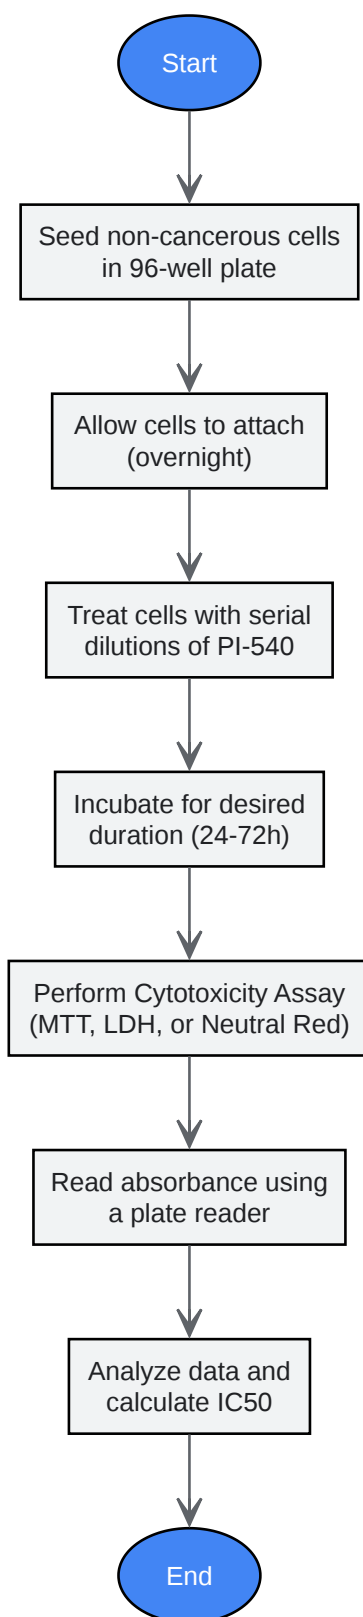 Start
Seed non-cancerous cells
in 96-well plate
Allow cells to attach
(overnight)
Treat cells with serial
dilutions of PI-540
Incubate for desired
duration (24-72h)
Perform Cytotoxicity Assay
(MTT, LDH, or Neutral Red)
Read absorbance using
a plate reader
Analyze data and
calculate IC50
End